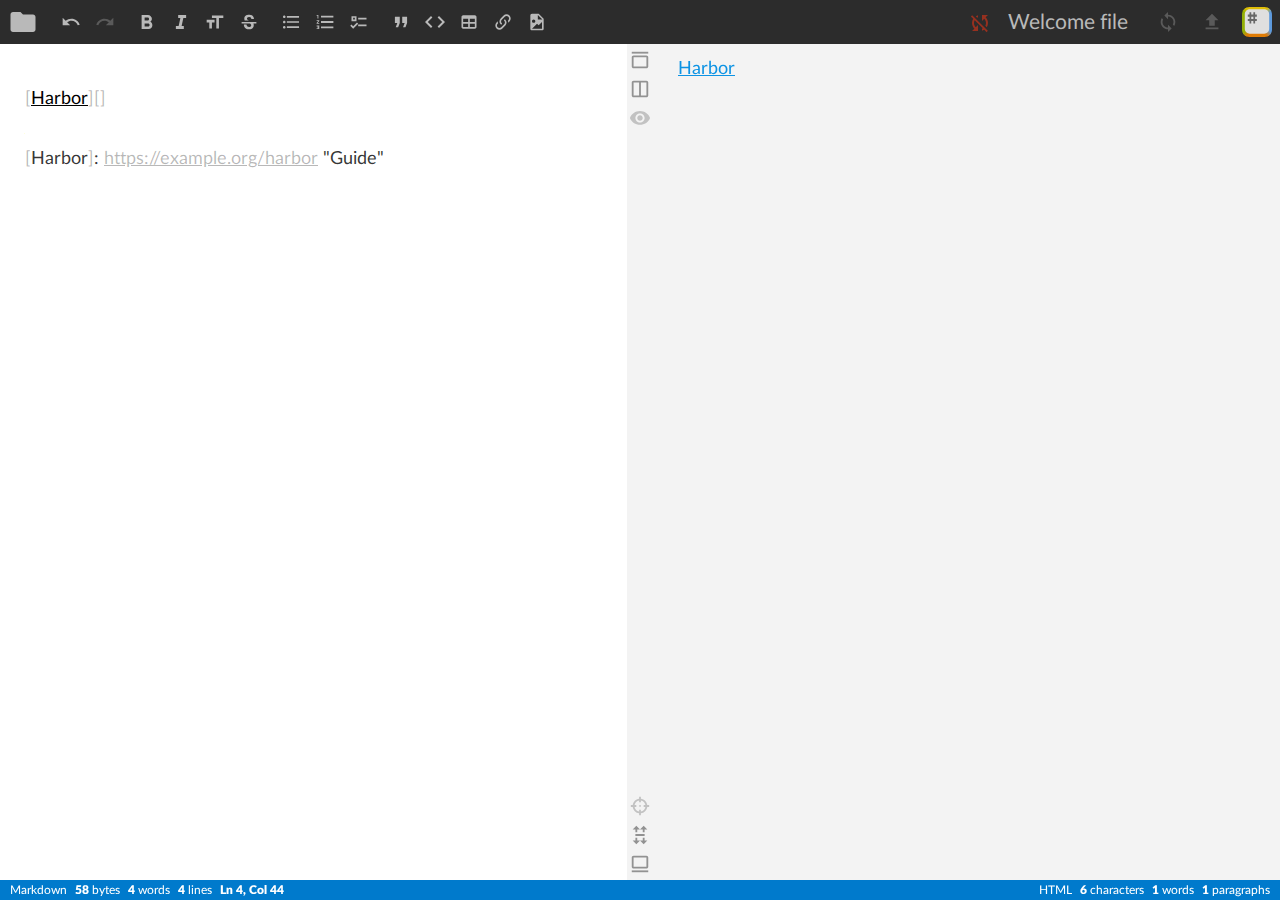 Welcome file
[Harbor][]
[Harbor]: https://example.org/harbor "Guide"
Harbor
Markdown 58 bytes 4 words 4 lines Ln 4, Col 44
HTML 6 characters 1 words 1 paragraphs